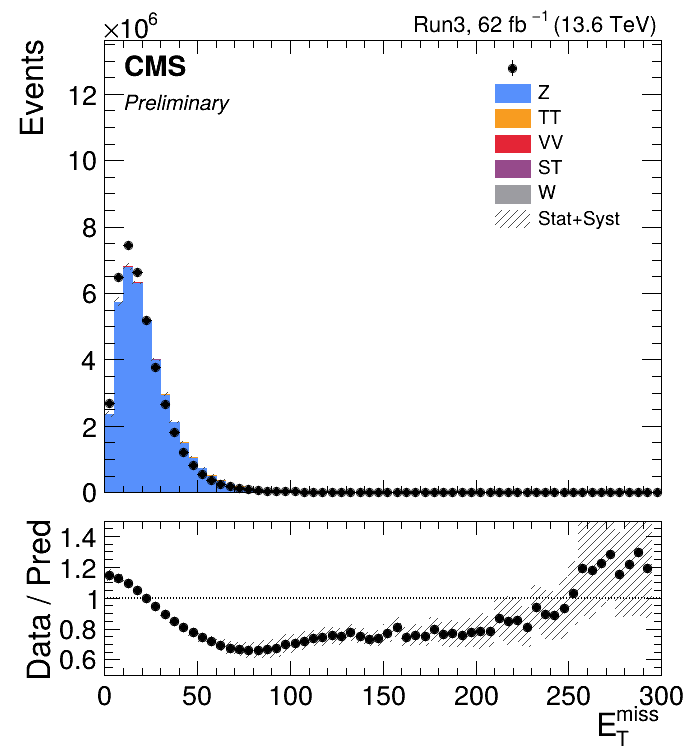 ×10⁶
Run3, 62 fb⁻¹ (13.6 TeV)
Events
CMS
Preliminary
Z
TT
VV
ST
W
Stat+Syst
12
10
8
6
4
2
0
Data / Pred
1.4
1.2
1
0.8
0.6
0 50 100 150 200 250 300
E_T^miss